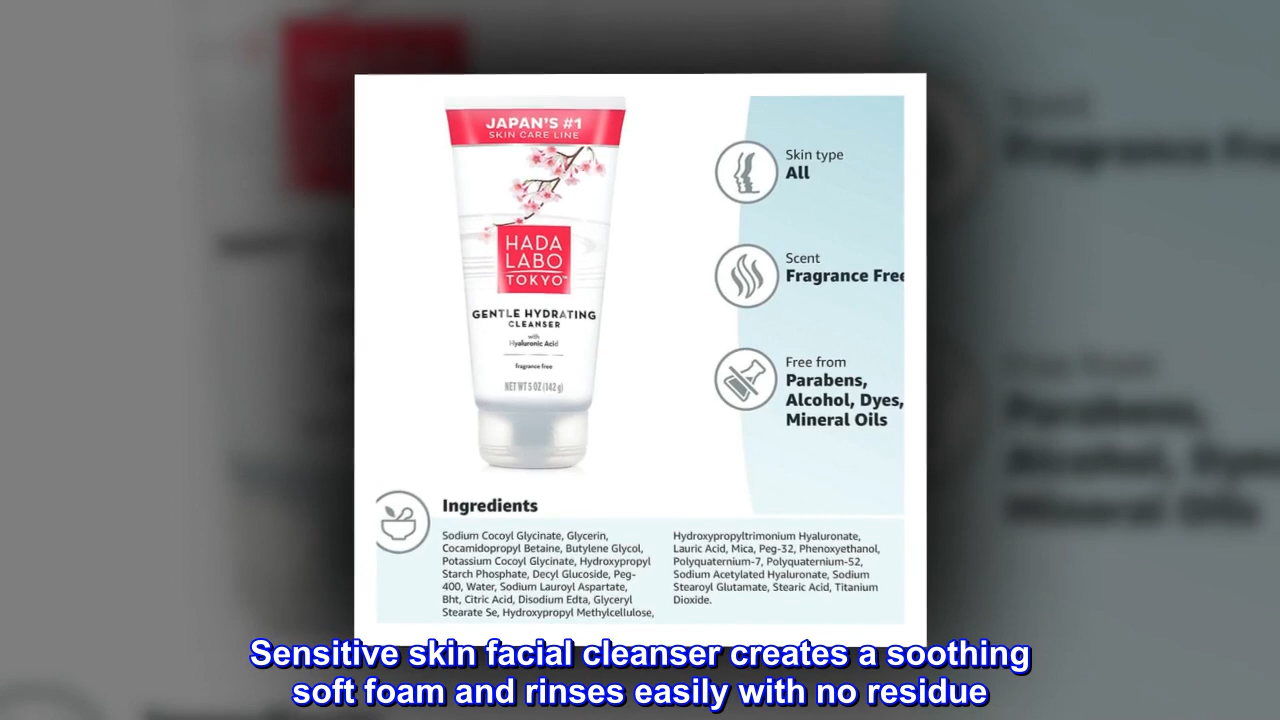 JAPAN'S #1
SKIN CARE LINE
HADA
LABO
TOKYO™
GENTLE HYDRATING
CLEANSER
with
Hyaluronic Acid
fragrance free
NET WT 5 OZ (142 g)
Skin type
All
Scent
Fragrance Free
Free from
Parabens,
Alcohol, Dyes,
Mineral Oils
Ingredients
Sodium Cocoyl Glycinate, Glycerin,
Cocamidopropyl Betaine, Butylene Glycol,
Potassium Cocoyl Glycinate, Hydroxypropyl
Starch Phosphate, Decyl Glucoside, Peg-
400, Water, Sodium Lauroyl Aspartate,
Bht, Citric Acid, Disodium Edta, Glyceryl
Stearate Se, Hydroxypropyl Methylcellulose,
Hydroxypropyltrimonium Hyaluronate,
Lauric Acid, Mica, Peg-32, Phenoxyethanol,
Polyquaternium-7, Polyquaternium-52,
Sodium Acetylated Hyaluronate, Sodium
Stearoyl Glutamate, Stearic Acid, Titanium
Dioxide.
Sensitive skin facial cleanser creates a soothing
soft foam and rinses easily with no residue